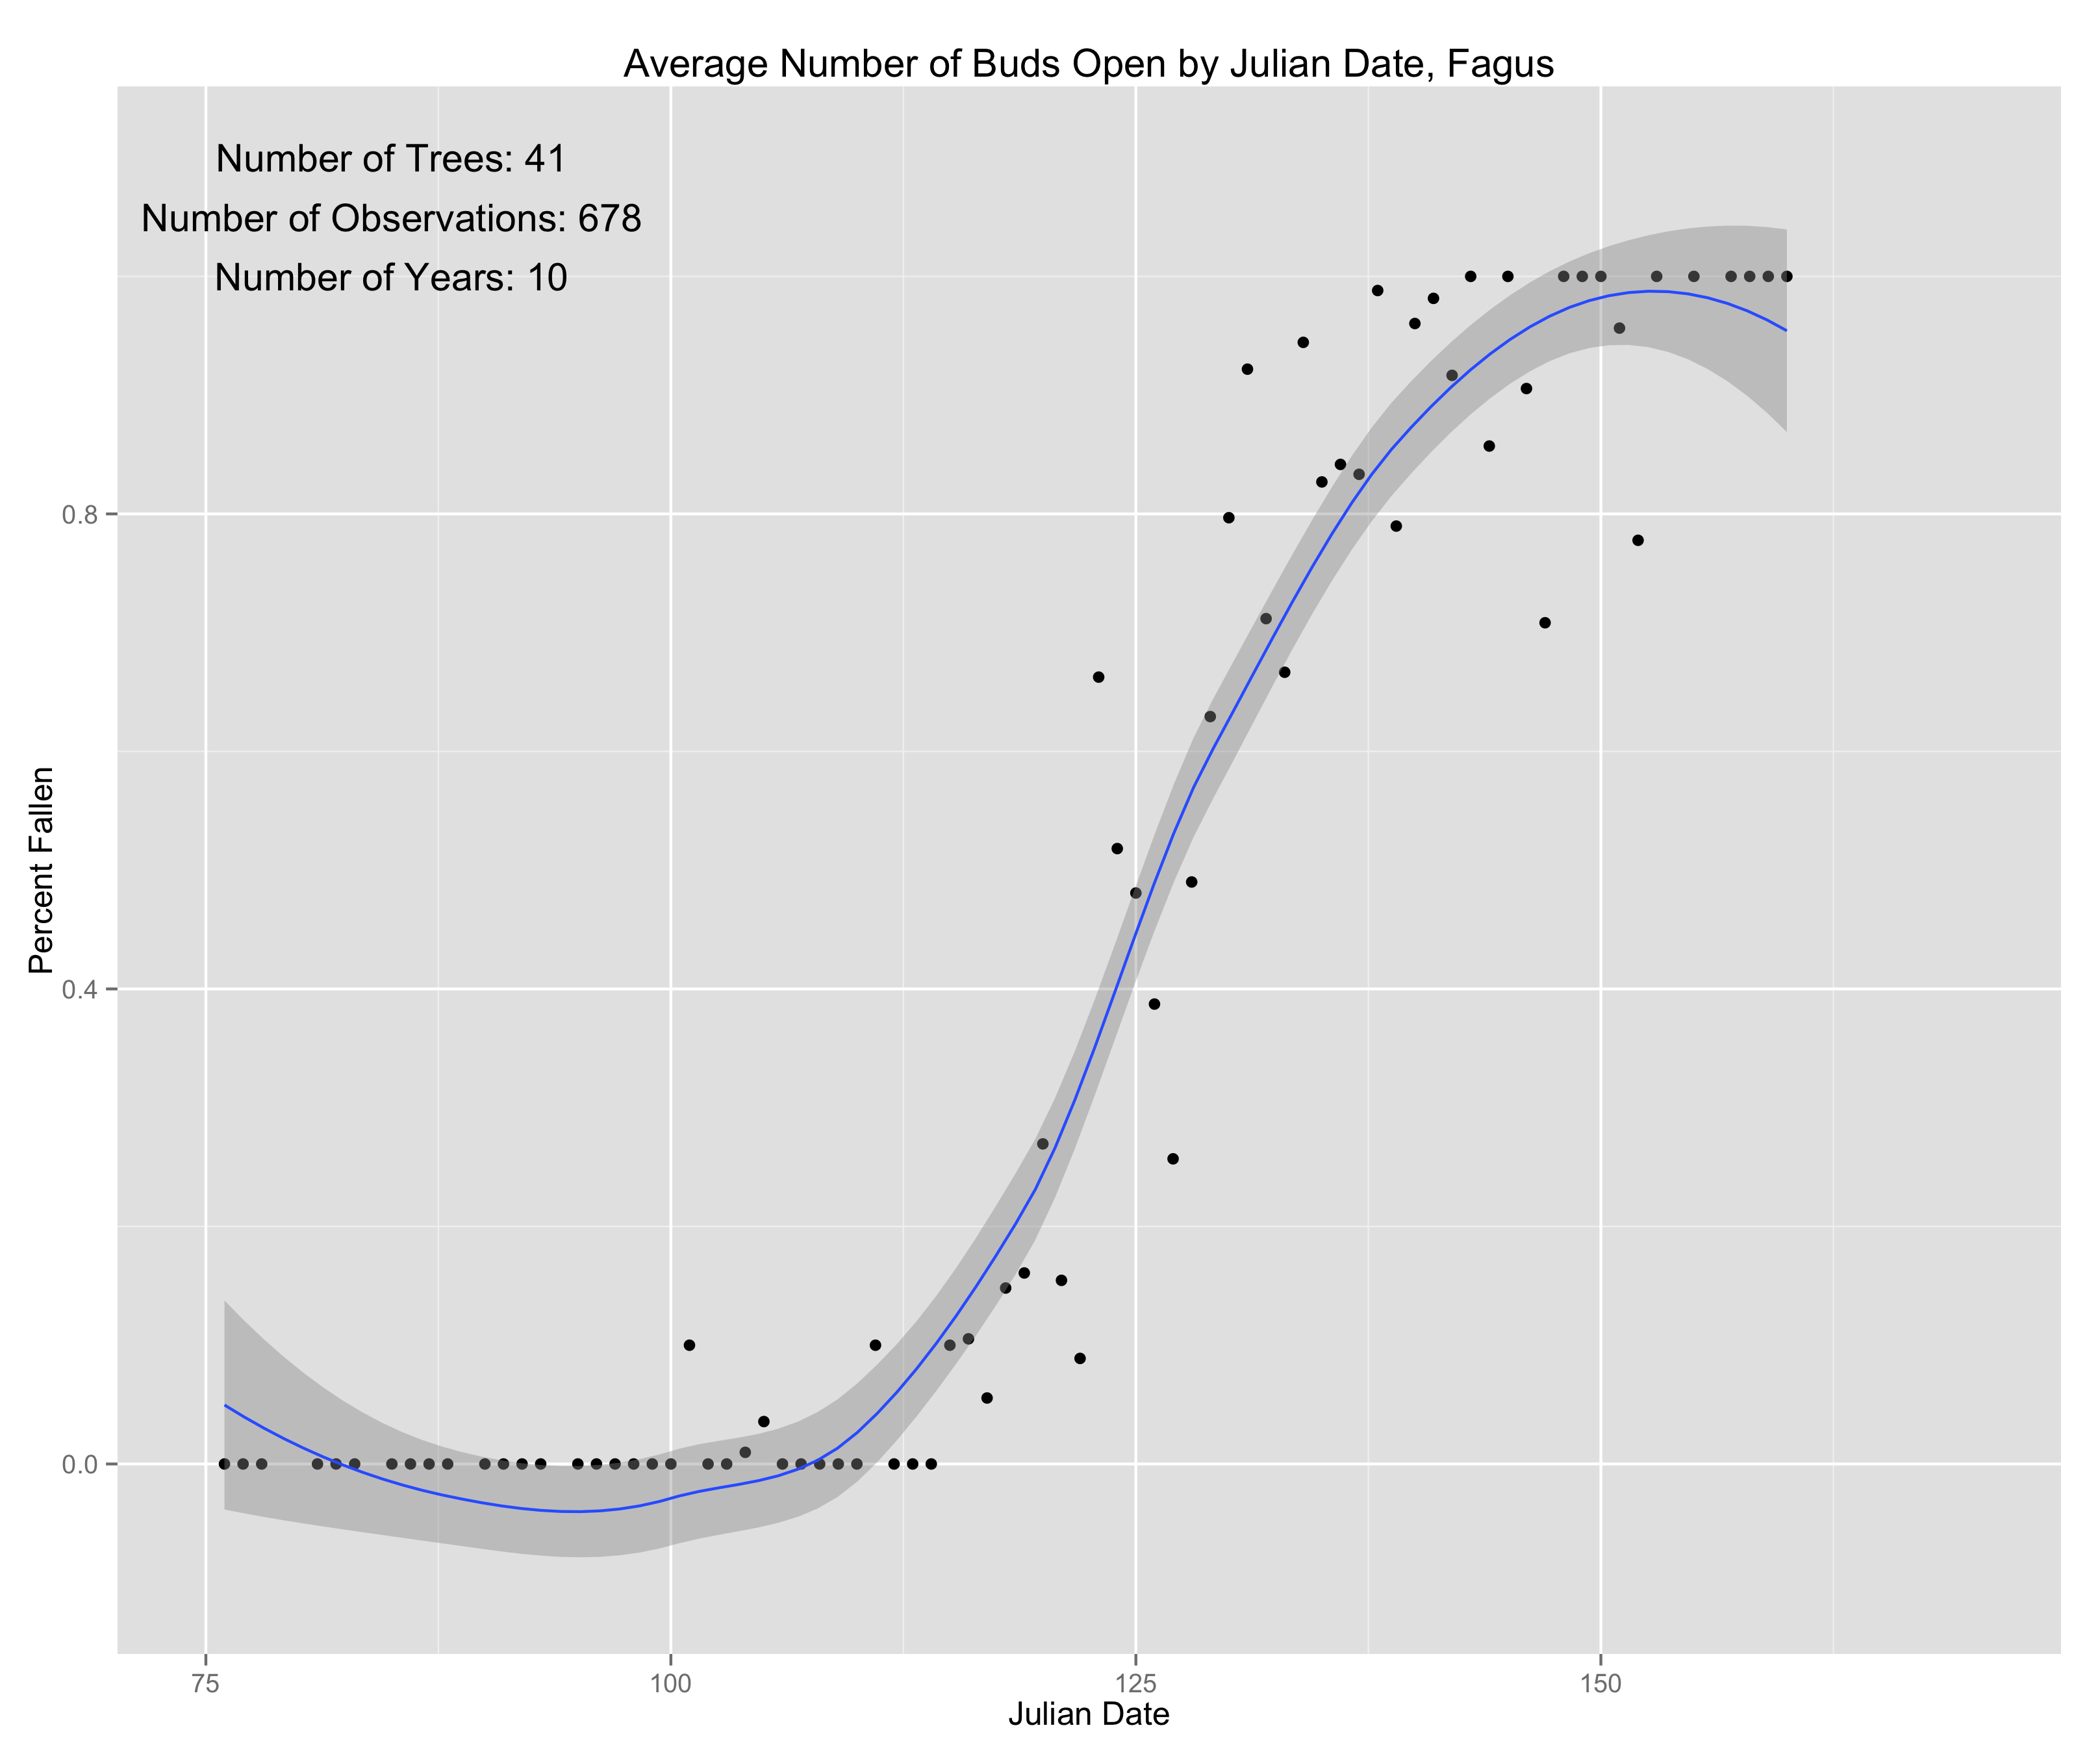 Average Number of Buds Open by Julian Date, Fagus
Number of Trees: 41
Number of Observations: 678
Number of Years: 10
0.8
0.4
0.0
Percent Fallen
75 100 125 150
Julian Date